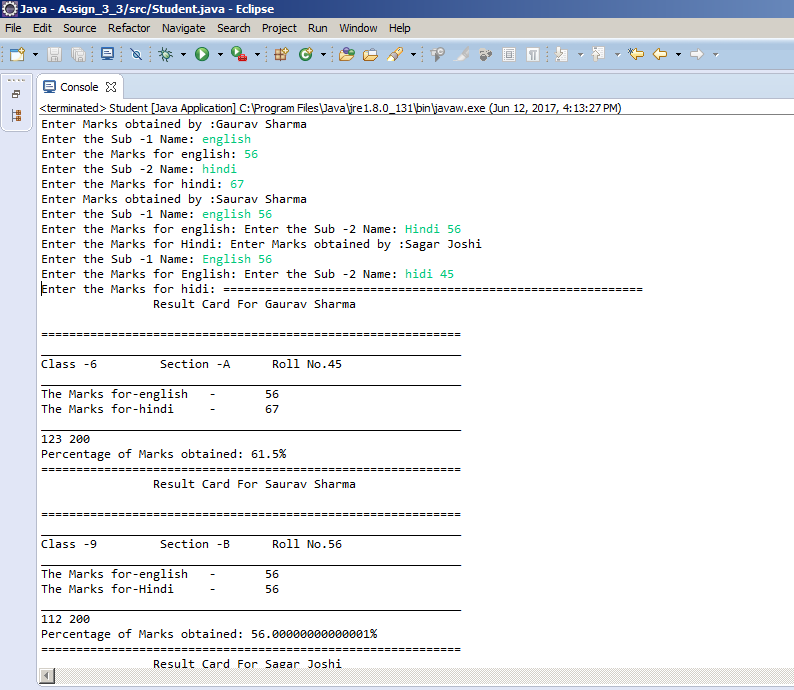 Java - Assign_3_3/src/Student.java - Eclipse
File Edit Source Refactor Navigate Search Project Run Window Help
Console
<terminated> Student [Java Application] C:\Program Files\Java\jre1.8.0_131\bin\javaw.exe (Jun 12, 2017, 4:13:27 PM)
Enter Marks obtained by :Gaurav Sharma
Enter the Sub -1 Name: english
Enter the Marks for english: 56
Enter the Sub -2 Name: hindi
Enter the Marks for hindi: 67
Enter Marks obtained by :Saurav Sharma
Enter the Sub -1 Name: english 56
Enter the Marks for english: Enter the Sub -2 Name: Hindi 56
Enter the Marks for Hindi: Enter Marks obtained by :Sagar Joshi
Enter the Sub -1 Name: English 56
Enter the Marks for English: Enter the Sub -2 Name: hidi 45
Enter the Marks for hidi: ============================================================
Result Card For Gaurav Sharma
============================================================
____________________________________________________________
Class -6 Section -A Roll No.45
____________________________________________________________
The Marks for-english - 56
The Marks for-hindi - 67
____________________________________________________________
123 200
Percentage of Marks obtained: 61.5%
============================================================
Result Card For Saurav Sharma
============================================================
____________________________________________________________
Class -9 Section -B Roll No.56
____________________________________________________________
The Marks for-english - 56
The Marks for-Hindi - 56
____________________________________________________________
112 200
Percentage of Marks obtained: 56.00000000000001%
============================================================
Result Card For Sagar Joshi